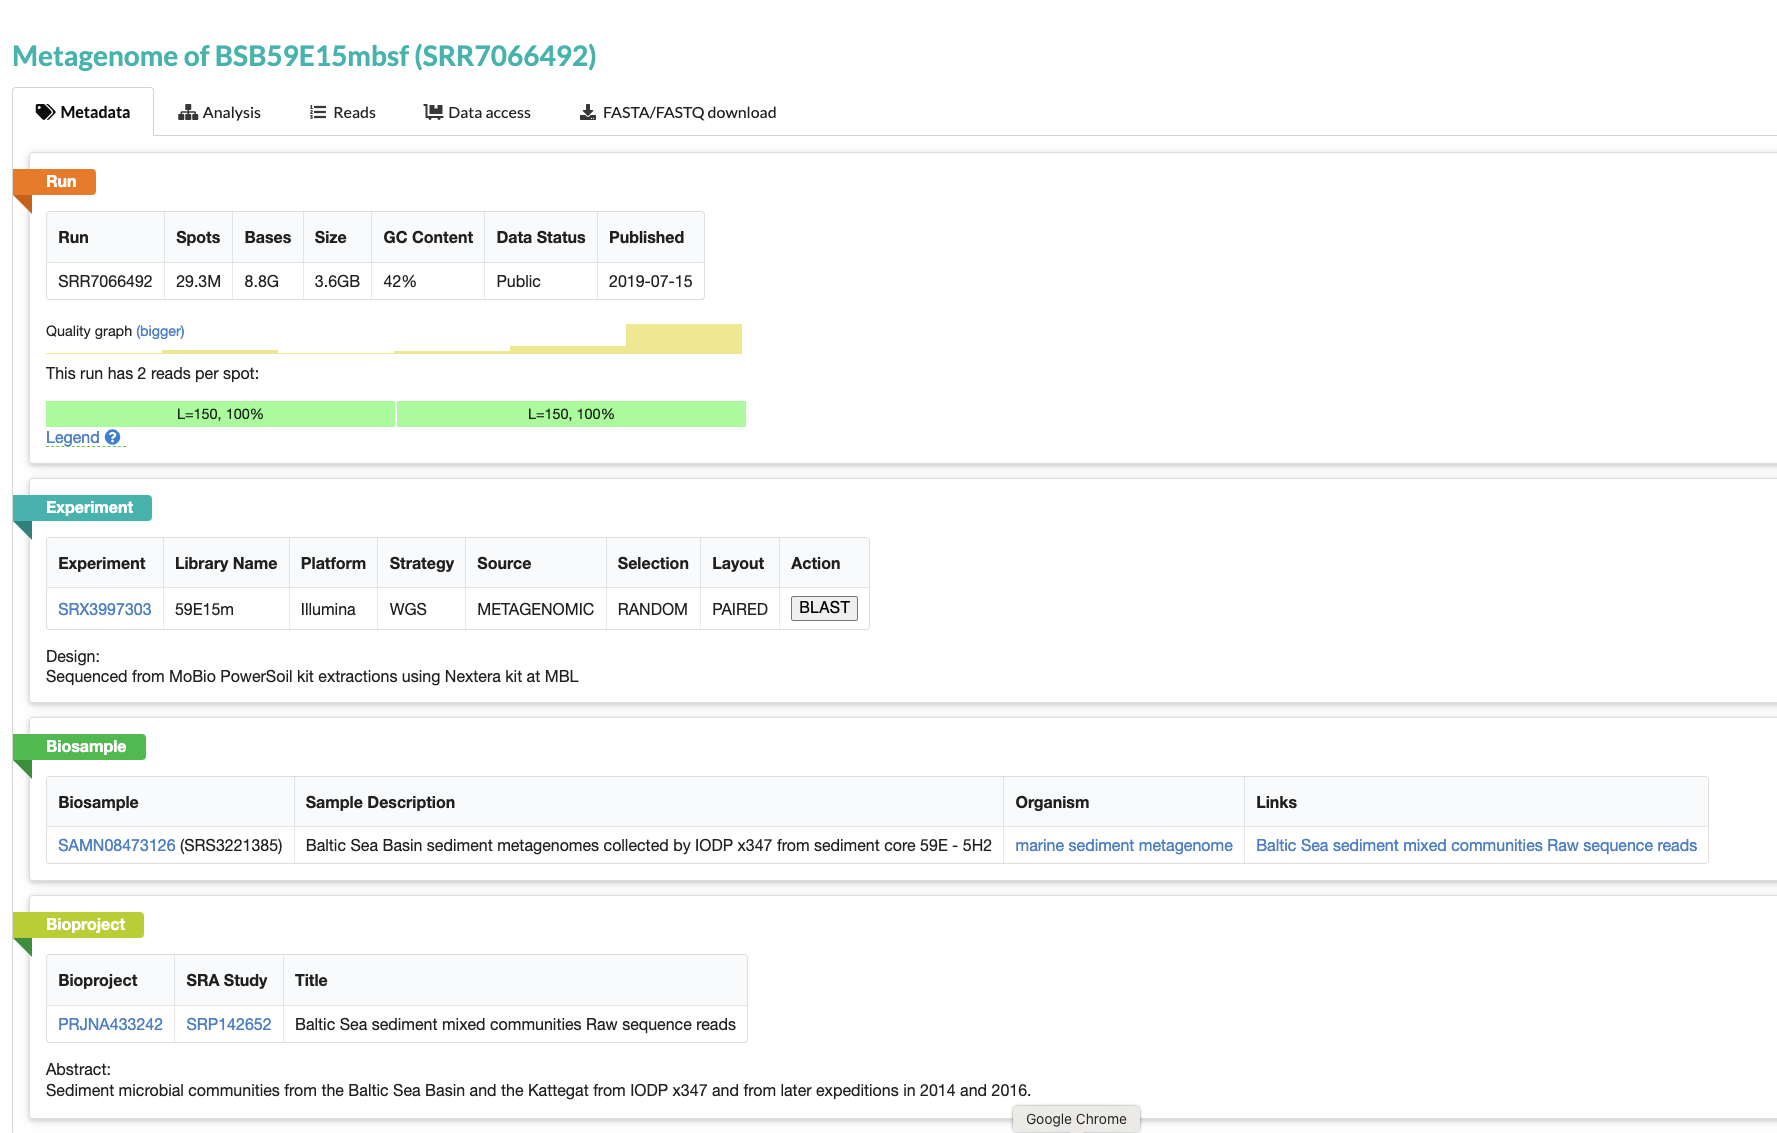 Metagenome of BSB59E15mbsf (SRR7066492)
Metadata Analysis Reads Data access FASTA/FASTQ download
Run
Run Spots Bases Size GC Content Data Status Published
SRR7066492 29.3M 8.8G 3.6GB 42% Public 2019-07-15
Quality graph (bigger)
This run has 2 reads per spot:
L=150, 100% L=150, 100%
Legend ?
Experiment
Experiment Library Name Platform Strategy Source Selection Layout Action
SRX3997303 59E15m Illumina WGS METAGENOMIC RANDOM PAIRED BLAST
Design:
Sequenced from MoBio PowerSoil kit extractions using Nextera kit at MBL
Biosample
Biosample Sample Description Organism Links
SAMN08473126 (SRS3221385) Baltic Sea Basin sediment metagenomes collected by IODP x347 from sediment core 59E - 5H2 marine sediment metagenome Baltic Sea sediment mixed communities Raw sequence reads
Bioproject
Bioproject SRA Study Title
PRJNA433242 SRP142652 Baltic Sea sediment mixed communities Raw sequence reads
Abstract:
Sediment microbial communities from the Baltic Sea Basin and the Kattegat from IODP x347 and from later expeditions in 2014 and 2016.
Google Chrome